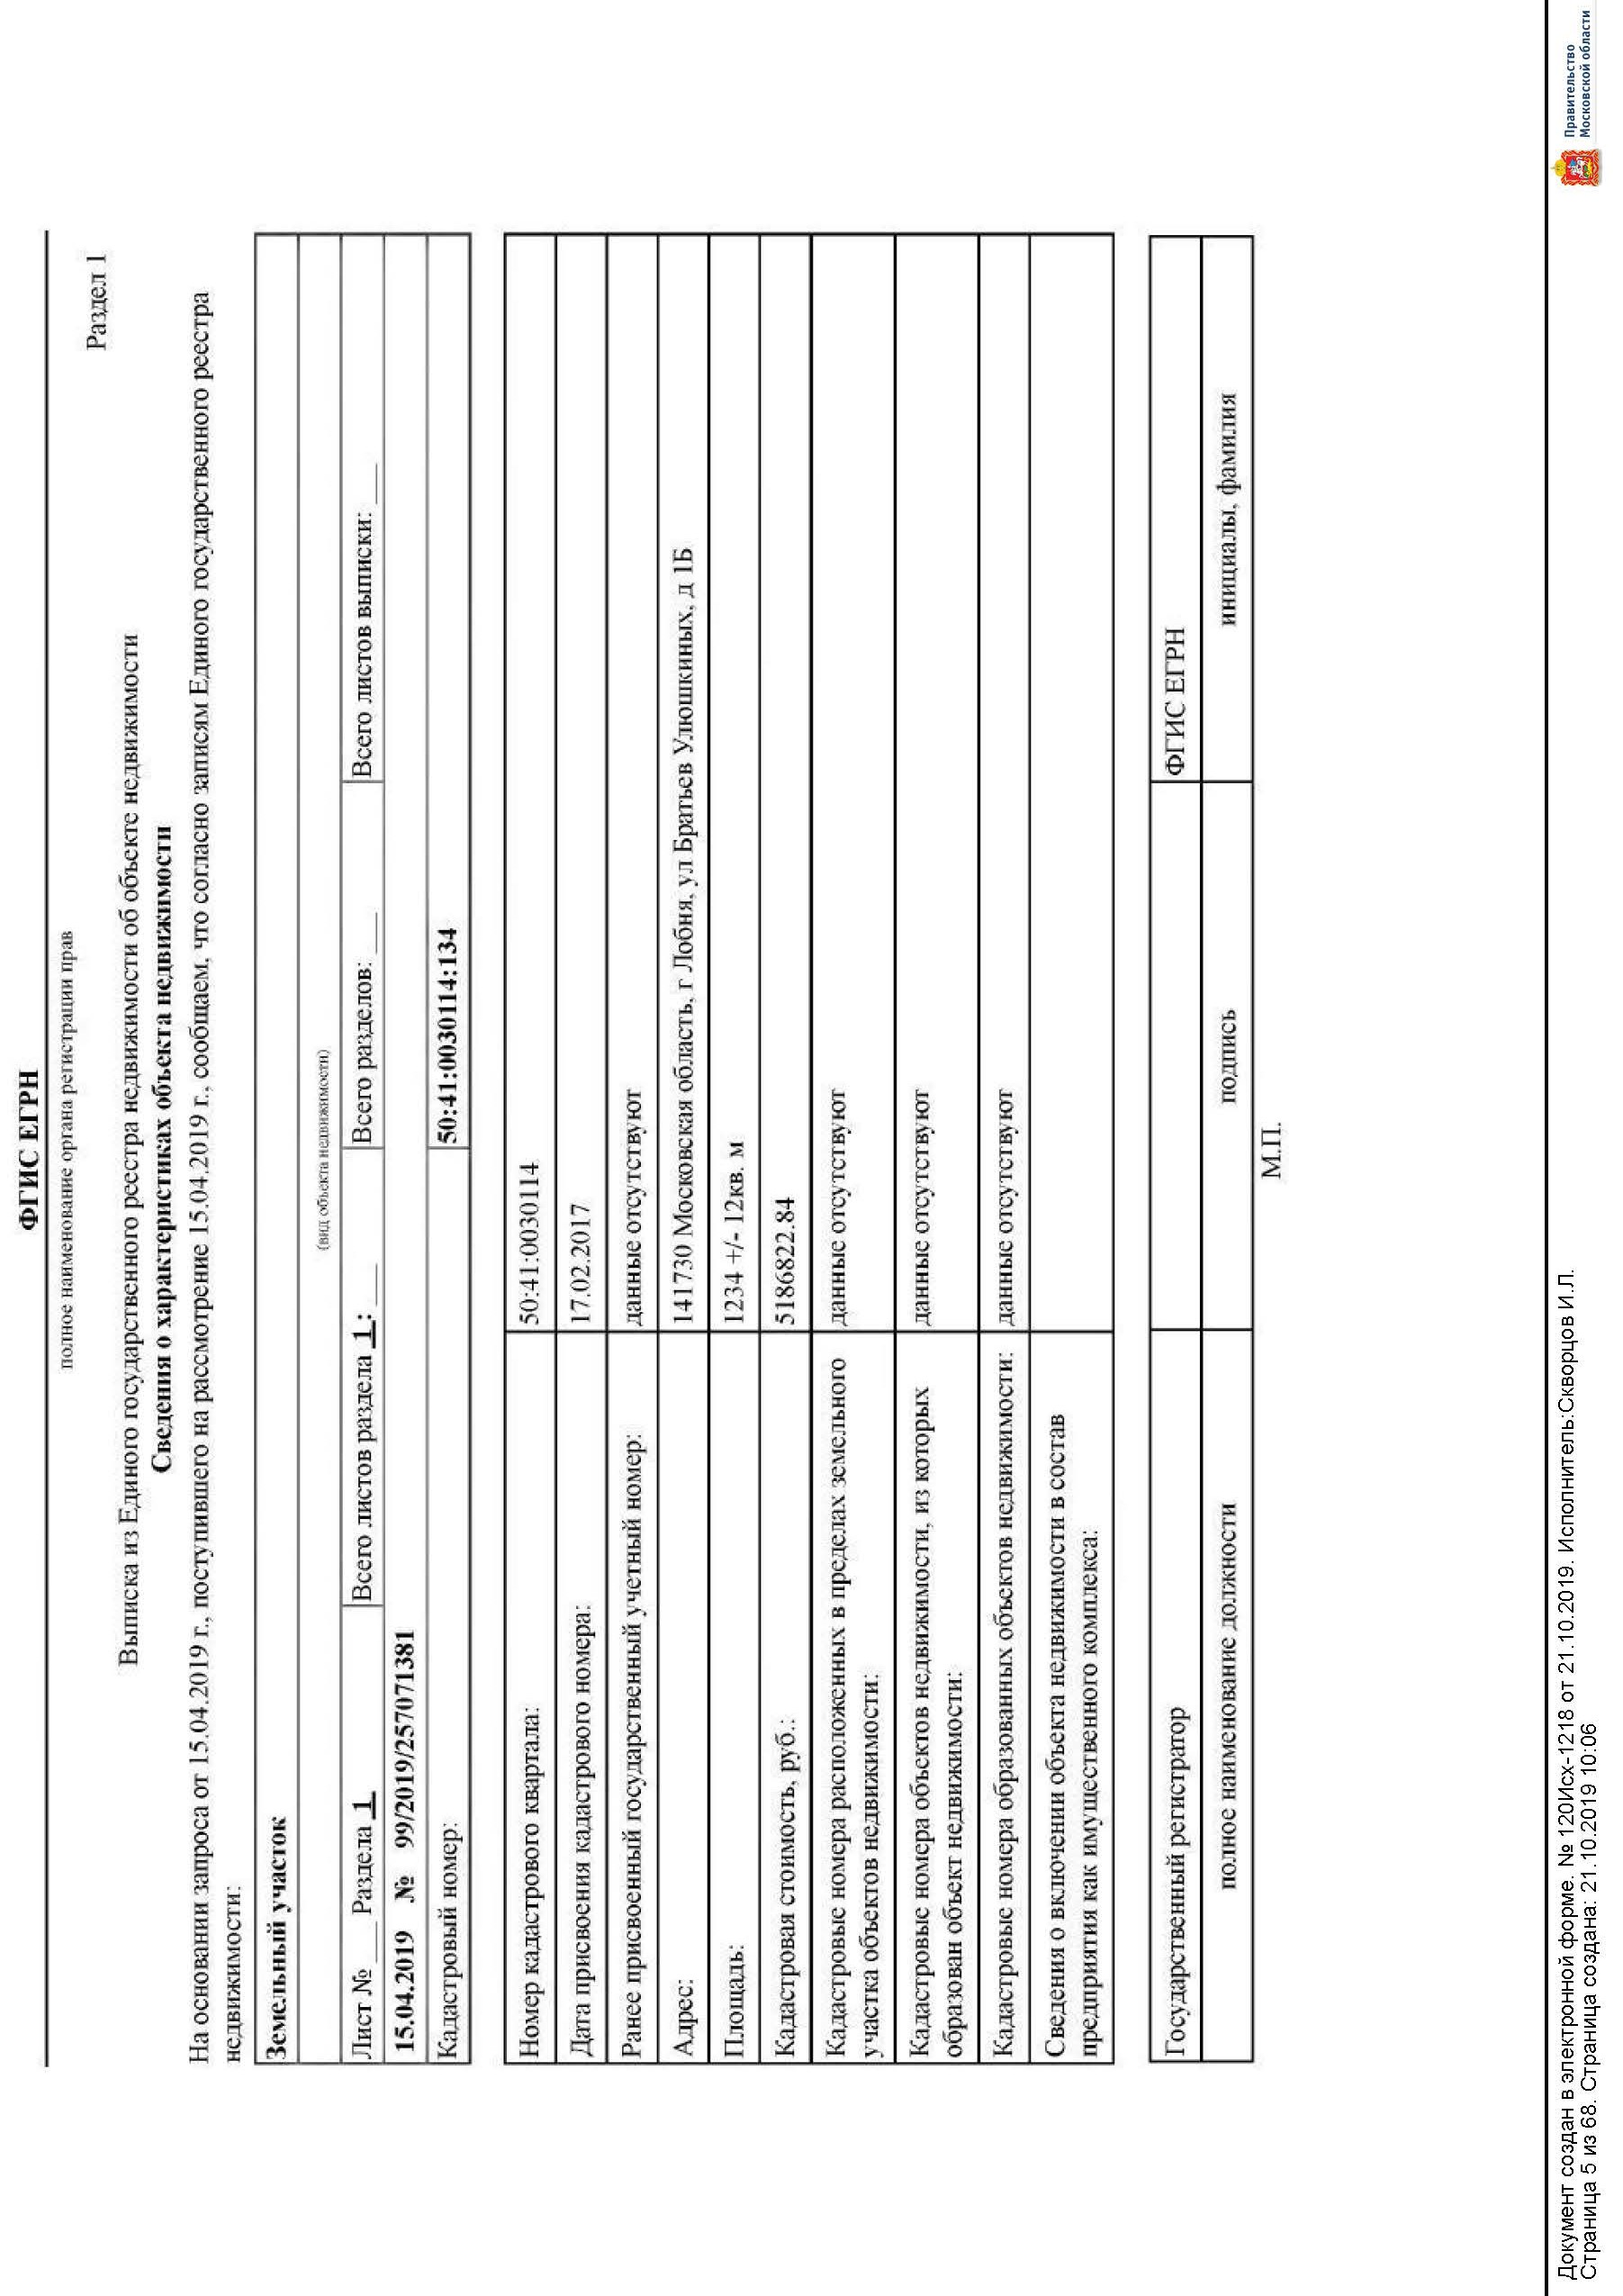 ФГИС ЕГРН
полное наименование органа регистрации прав
Раздел 1
Выписка из Единого государственного реестра недвижимости об объекте недвижимости
Сведения о характеристиках объекта недвижимости
На основании запроса от 15.04.2019 г., поступившего на рассмотрение 15.04.2019 г., сообщаем, что согласно записям Единого государственного реестра
недвижимости:
Земельный участок
(вид объекта недвижимости)
Лист № ___ Раздела 1 Всего листов раздела 1: ___ Всего разделов: ___ Всего листов выписки: ___
15.04.2019 № 99/2019/257071381
Кадастровый номер: 50:41:0030114:134
Номер кадастрового квартала: 50:41:0030114
Дата присвоения кадастрового номера: 17.02.2017
Ранее присвоенный государственный учетный номер: данные отсутствуют
Адрес: 141730 Московская область, г Лобня, ул Братьев Улюшкиных, д 1Б
Площадь: 1234 +/- 12кв. м
Кадастровая стоимость, руб.: 5186822.84
Кадастровые номера расположенных в пределах земельного данные отсутствуют
участка объектов недвижимости:
Кадастровые номера объектов недвижимости, из которых данные отсутствуют
образован объект недвижимости:
Кадастровые номера образованных объектов недвижимости: данные отсутствуют
Сведения о включении объекта недвижимости в состав
предприятия как имущественного комплекса:
Государственный регистратор ФГИС ЕГРН
полное наименование должности подпись инициалы, фамилия
М.П.
Документ создан в электронной форме. № 120Исх-1218 от 21.10.2019. Исполнитель:Скворцов И.Л.
Страница 5 из 68. Страница создана: 21.10.2019 10:06
Правительство
Московской области